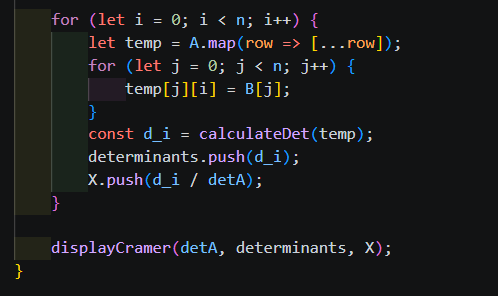 for (let i = 0; i < n; i++) {
let temp = A.map(row => [...row]);
for (let j = 0; j < n; j++) {
temp[j][i] = B[j];
}
const d_i = calculateDet(temp);
determinants.push(d_i);
X.push(d_i / detA);
}
displayCramer(detA, determinants, X);
}